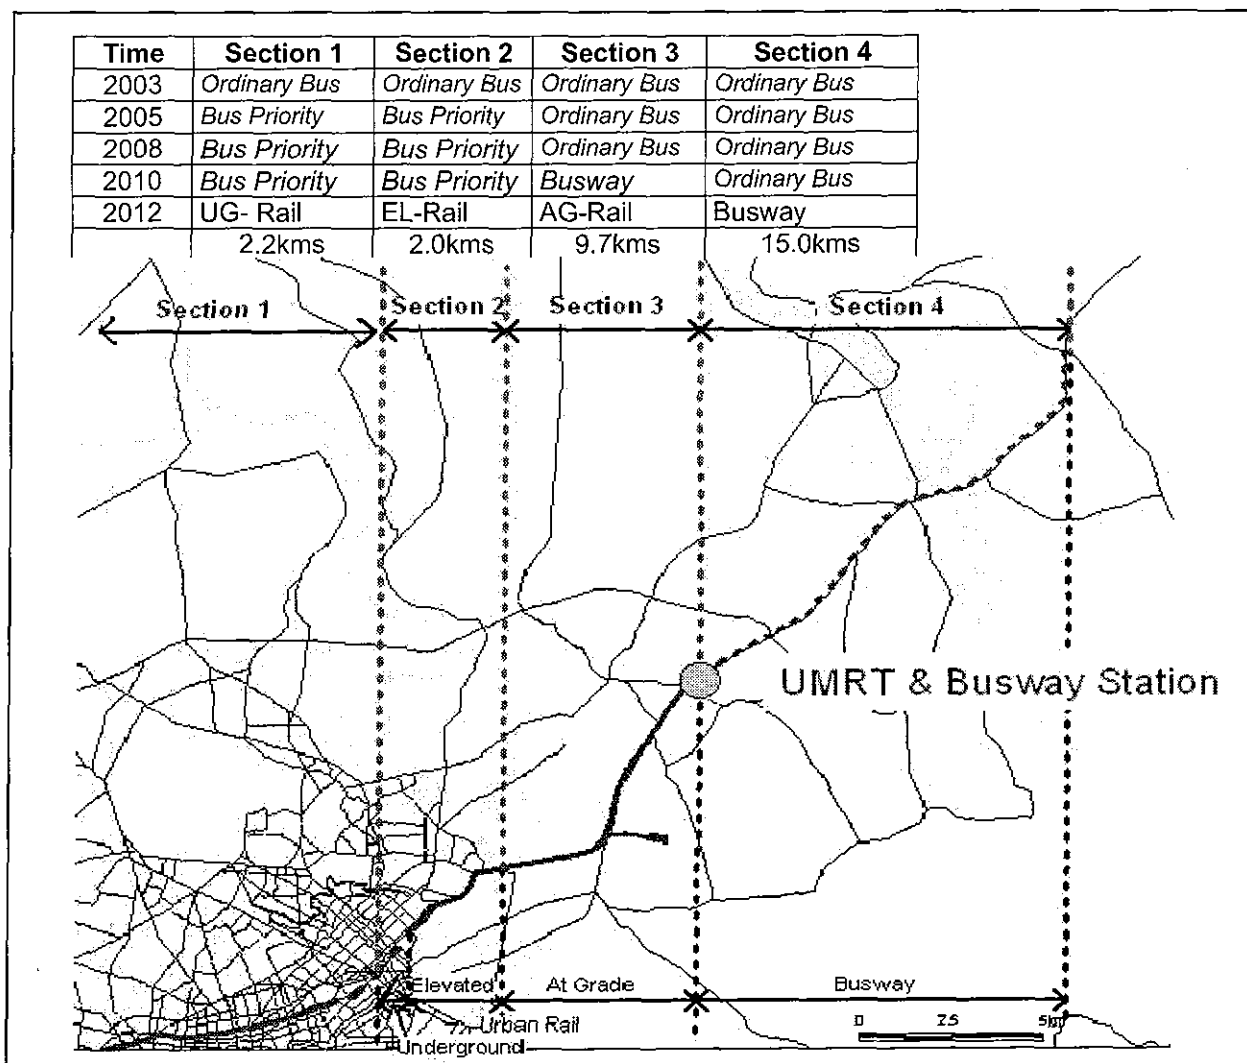 Time Section 1 Section 2 Section 3 Section 4
2003 Ordinary Bus Ordinary Bus Ordinary Bus Ordinary Bus
2005 Bus Priority Bus Priority Ordinary Bus Ordinary Bus
2008 Bus Priority Bus Priority Ordinary Bus Ordinary Bus
2010 Bus Priority Bus Priority Busway Ordinary Bus
2012 UG- Rail EL-Rail AG-Rail Busway
2.2kms 2.0kms 9.7kms 15.0kms
Section 1 Section 2 Section 3 Section 4
UMRT & Busway Station
Elevated At Grade Busway
Urban Rail
Underground
0 2.5 5km